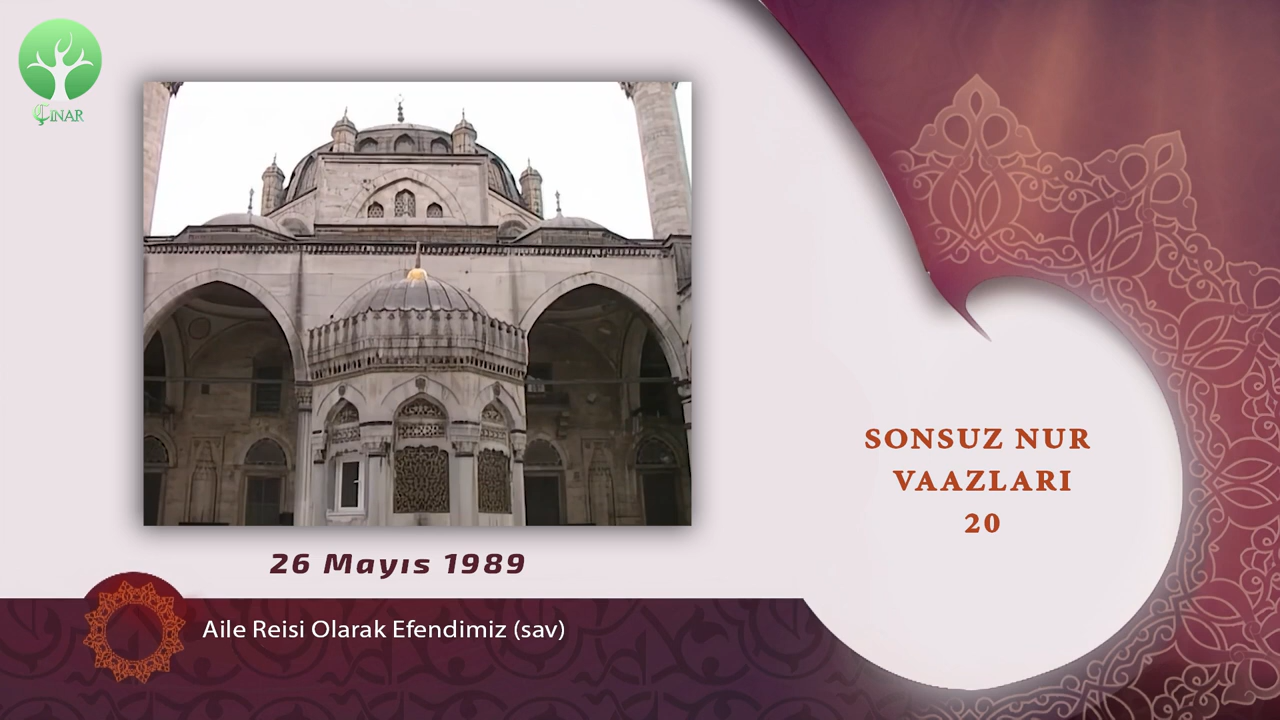 ÇINAR
26 Mayıs 1989
Aile Reisi Olarak Efendimiz (sav)
SONSUZ NUR
VAAZLARI
20